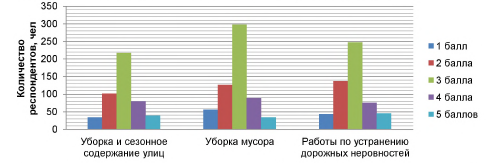 Количество
респондентов, чел
350
300
250
200
150
100
50
0
Уборка и сезонное
содержание улиц
Уборка мусора
Работы по устранению
дорожных неровностей
1 балл
2 балла
3 балла
4 балла
5 баллов